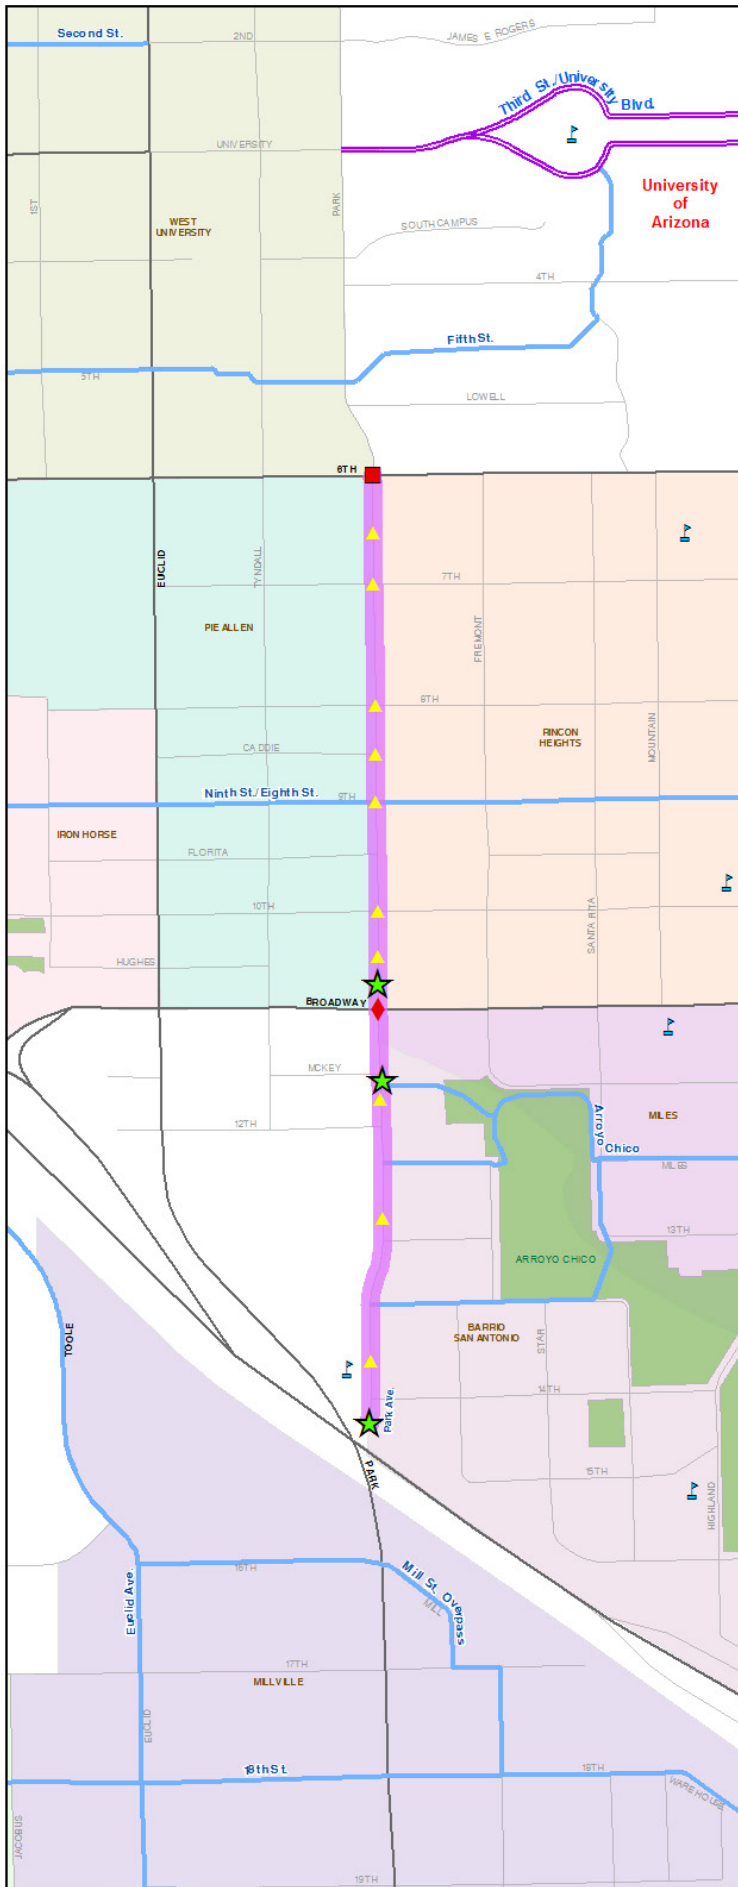 Second St.
2ND
JAMES E ROGERS
Third St./University
Blvd.
UNIVERSITY
University
of
Arizona
1ST
PARK
WEST
UNIVERSITY
SOUTH CAMPUS
4TH
Fifth St.
5TH
LOWELL
6TH
EUCLID
TYNDALL
7TH
PIE ALLEN
FREMONT
8TH
RINCON
HEIGHTS
MOUNTAIN
CADDIE
Ninth St./Eighth St.
9TH
IRON HORSE
FLORITA
10TH
SANTA RITA
HUGHES
BROADWAY
MCKEY
12TH
Arroyo
Chico
MILES
MILES
13TH
ARROYO CHICO
TOOLE
BARRIO
SAN ANTONIO
STAR
14TH
Park Ave.
PARK
15TH
HIGHLAND
16TH
Euclid Ave.
Mill St. Overpass
MILL
17TH
MILLVILLE
EUCLID
18th St.
18TH
WAREHOUSE
JACOBUS
19TH